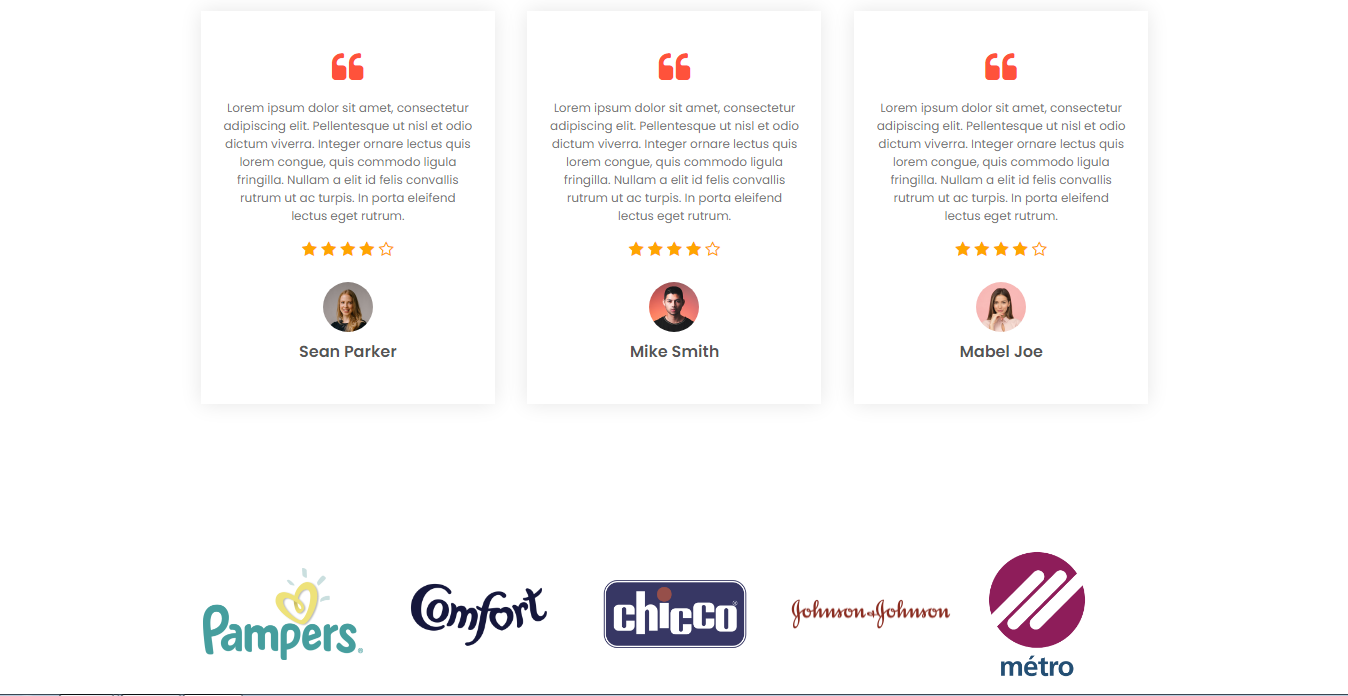 Lorem ipsum dolor sit amet, consectetur
adipiscing elit. Pellentesque ut nisl et odio
dictum viverra. Integer ornare lectus quis
lorem congue, quis commodo ligula
fringilla. Nullam a elit id felis convallis
rutrum ut ac turpis. In porta eleifend
lectus eget rutrum.
Sean Parker
Lorem ipsum dolor sit amet, consectetur
adipiscing elit. Pellentesque ut nisl et odio
dictum viverra. Integer ornare lectus quis
lorem congue, quis commodo ligula
fringilla. Nullam a elit id felis convallis
rutrum ut ac turpis. In porta eleifend
lectus eget rutrum.
Mike Smith
Lorem ipsum dolor sit amet, consectetur
adipiscing elit. Pellentesque ut nisl et odio
dictum viverra. Integer ornare lectus quis
lorem congue, quis commodo ligula
fringilla. Nullam a elit id felis convallis
rutrum ut ac turpis. In porta eleifend
lectus eget rutrum.
Mabel Joe
Pampers®
Comfort
chicco®
Johnson & Johnson
métro